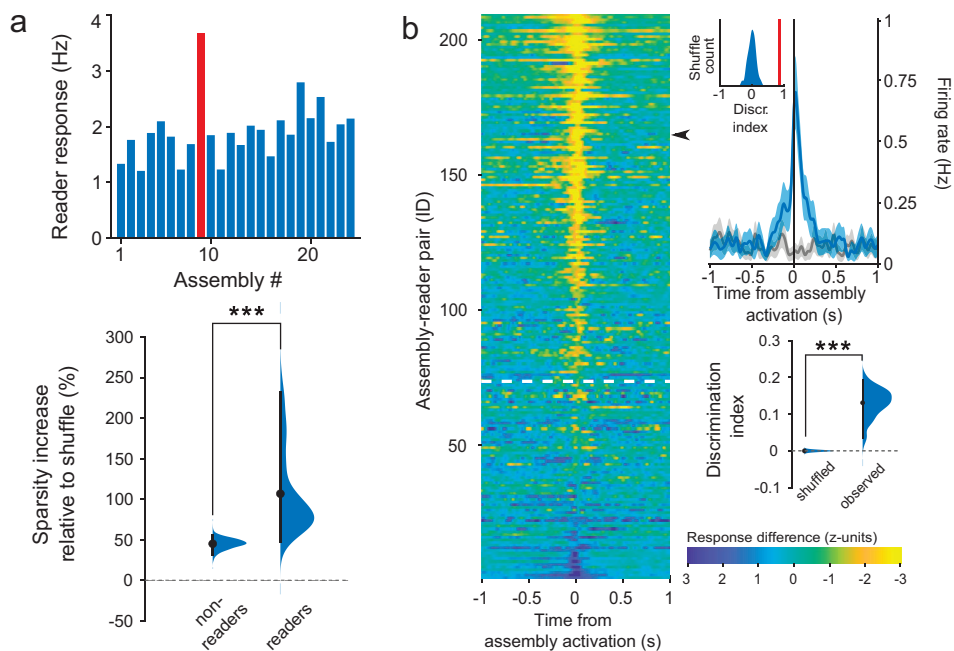 a
Reader response (Hz)
4
3
2
1
0
1
10
20
Assembly #
***
Sparsity increase
relative to shuffle (%)
300
250
200
150
100
50
0
-50
non-
readers
readers
b
Assembly-reader pair (ID)
200
150
100
50
-1
-0.5
0
0.5
1
Time from
assembly activation (s)
Shuffle
count
-1
0
1
Discr.
index
1
0.75
0.5
0.25
0
Firing rate (Hz)
-1
-0.5
0
0.5
1
Time from assembly
activation (s)
***
Discrimination
index
0.3
0.2
0.1
0
-0.1
shuffled
observed
Response difference (z-units)
3
2
1
0
-1
-2
-3